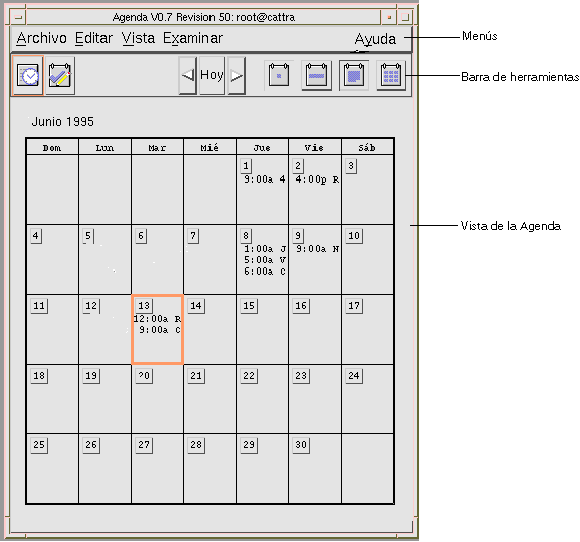 Agenda V0.7 Revision 50: root@cattra
Archivo Editar Vista Examinar Ayuda
Menús
Hoy
Barra de herramientas
Junio 1995
Dom Lun Mar Mié Jue Vie Sáb
1 2 3
9:00a 4 4:00p R
Vista de la Agenda
4 5 6 7 8 9 10
1:00a J 9:00a N
5:00a V
6:00a C
11 12 13 14 15 16 17
12:00a R
9:00a C
18 19 20 21 22 23 24
25 26 27 28 29 30